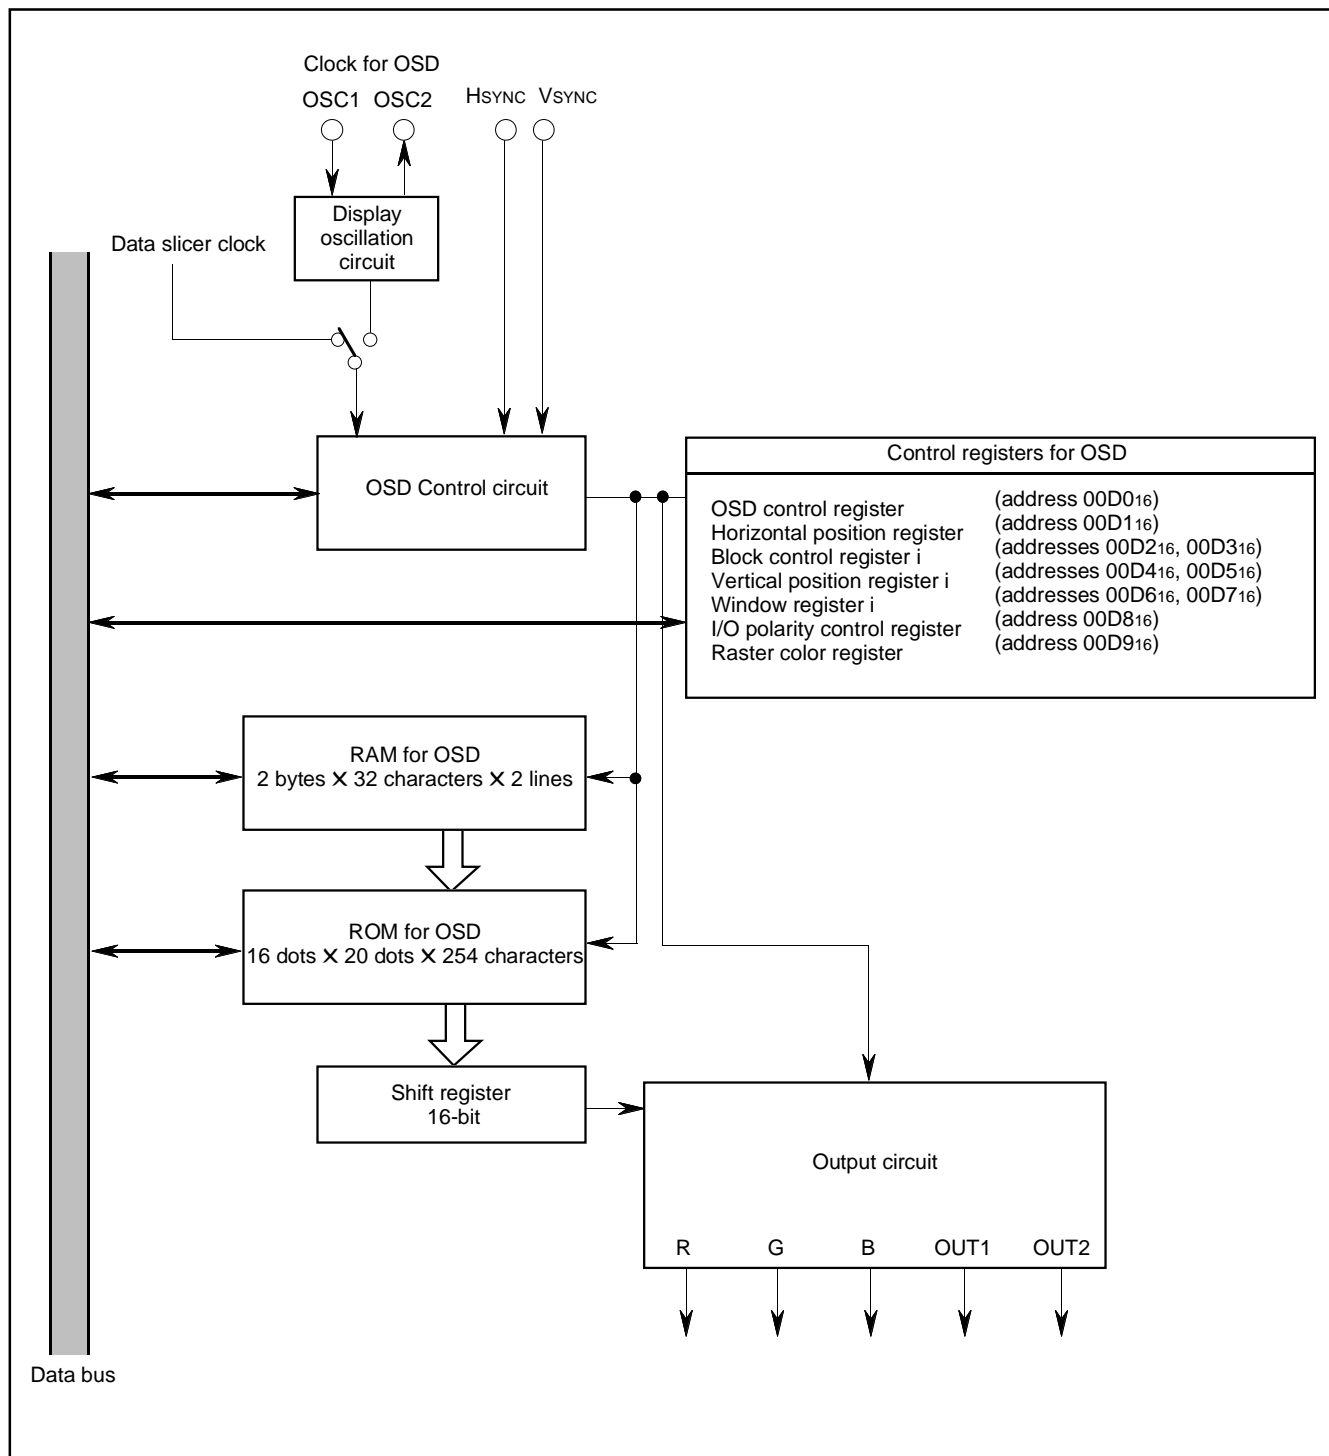 Clock for OSD
OSC1 OSC2 HSYNC VSYNC
Display
oscillation
circuit
Data slicer clock
OSD Control circuit
Control registers for OSD
OSD control register (address 00D016)
Horizontal position register (address 00D116)
Block control register i (addresses 00D216, 00D316)
Vertical position register i (addresses 00D416, 00D516)
Window register i (addresses 00D616, 00D716)
I/O polarity control register (address 00D816)
Raster color register (address 00D916)
RAM for OSD
2 bytes × 32 characters × 2 lines
ROM for OSD
16 dots × 20 dots × 254 characters
Shift register
16-bit
Output circuit
R G B OUT1 OUT2
Data bus